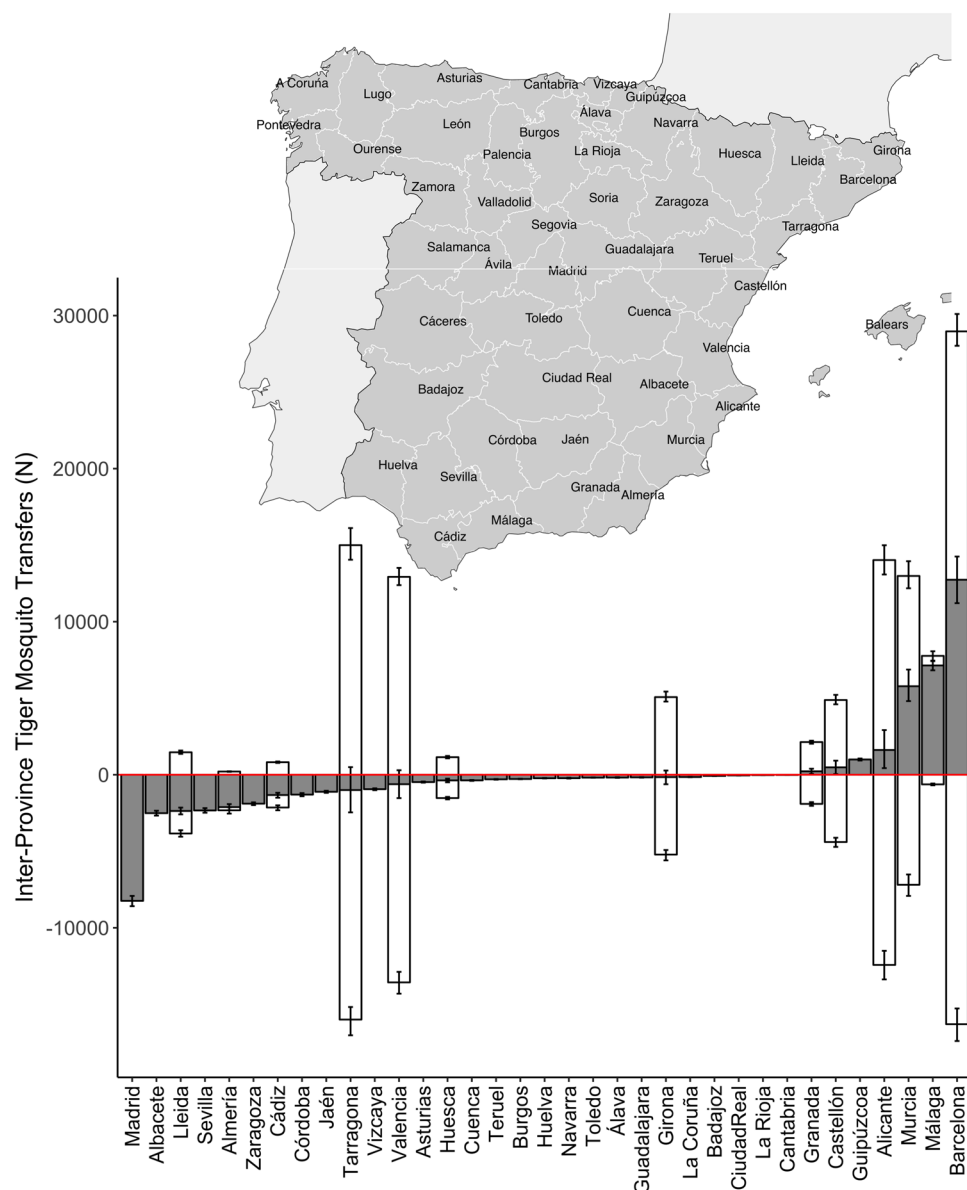 Asturias
Cantabria
Vizcaya
A Coruña
Lugo
Guipúzcoa
Álava
Pontevedra
León
Navarra
Burgos
Ourense
Palencia
La Rioja
Huesca
Girona
Lleida
Barcelona
Zamora
Valladolid
Soria
Zaragoza
Segovia
Tarragona
Salamanca
Guadalajara
Ávila
Teruel
Madrid
Castellón
Cáceres
Toledo
Cuenca
Balears
Valencia
Ciudad Real
Badajoz
Albacete
Alicante
Córdoba
Jaén
Murcia
Huelva
Sevilla
Granada
Almería
Málaga
Cádiz
Inter-Province Tiger Mosquito Transfers (N)
30000
20000
10000
0
-10000
Madrid
Albacete
Lleida
Sevilla
Almería
Zaragoza
Cádiz
Córdoba
Jaén
Tarragona
Vizcaya
Valencia
Asturias
Huesca
Cuenca
Teruel
Burgos
Huelva
Navarra
Toledo
Álava
Guadalajara
Girona
La Coruña
Badajoz
CiudadReal
La Rioja
Cantabria
Granada
Castellón
Guipúzcoa
Alicante
Murcia
Málaga
Barcelona